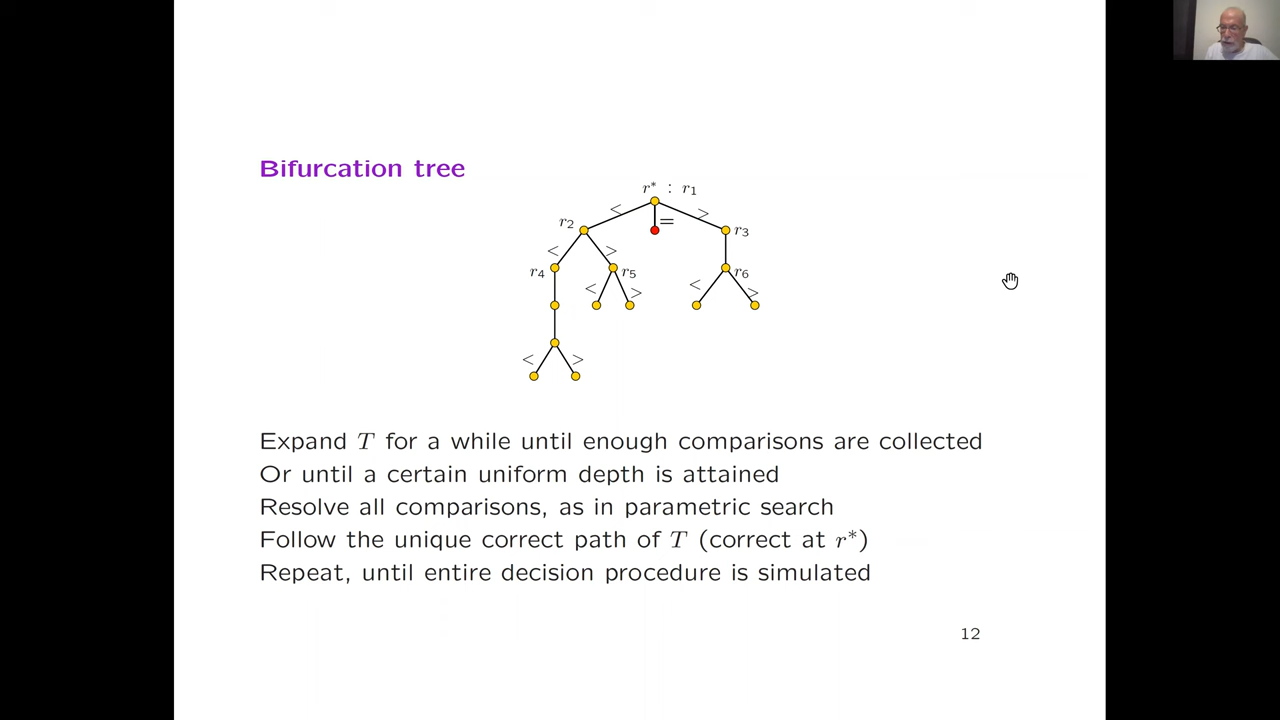 Bifurcation tree
r* : r1
< = >
r2 r3
< >
r4 r5 r6
< > < >
< >
Expand T for a while until enough comparisons are collected
Or until a certain uniform depth is attained
Resolve all comparisons, as in parametric search
Follow the unique correct path of T (correct at r*)
Repeat, until entire decision procedure is simulated
12